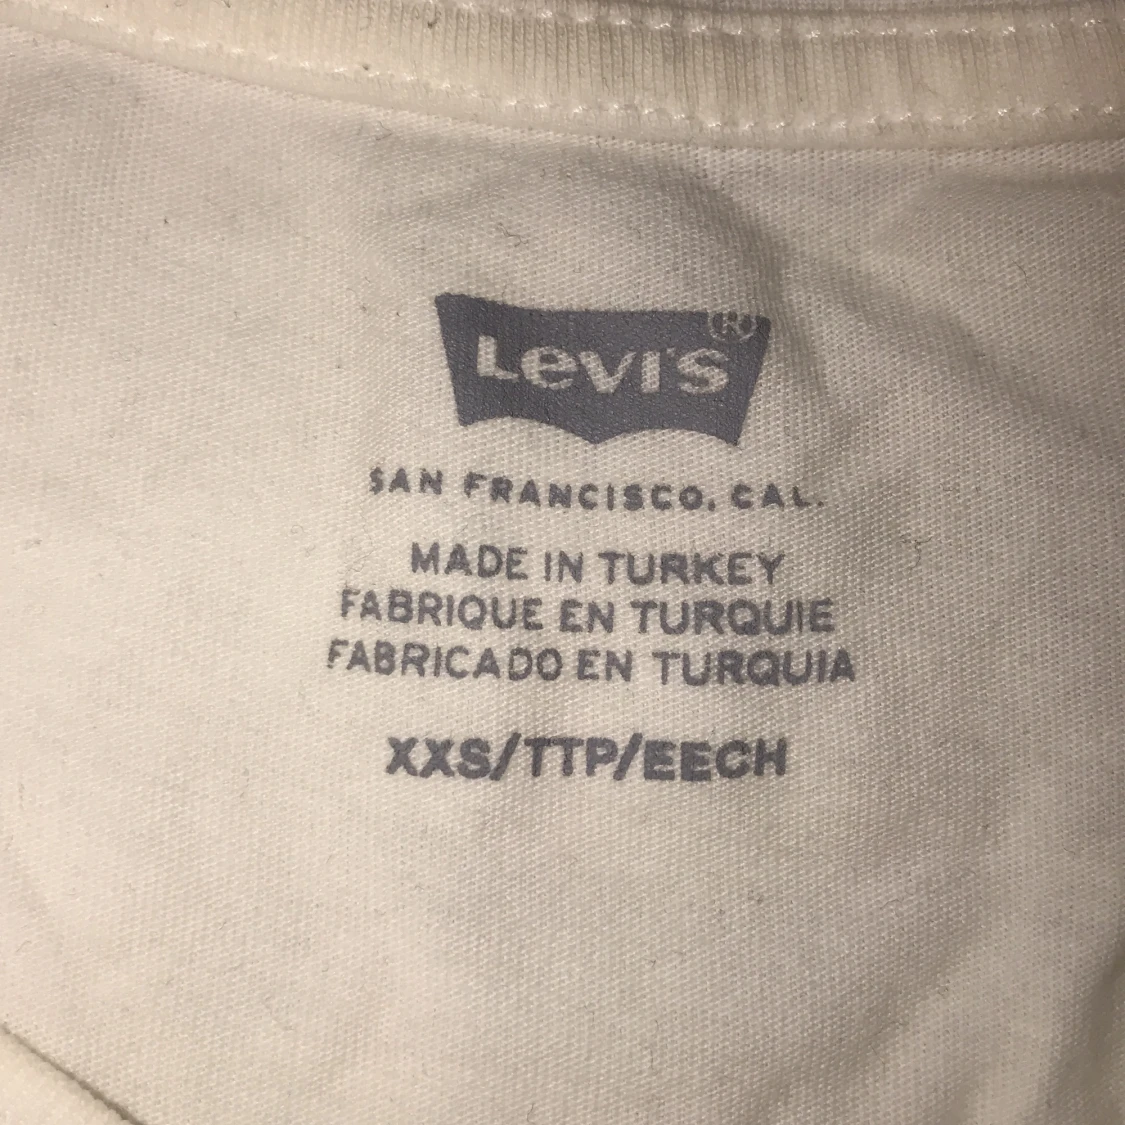 Levi's®
SAN FRANCISCO, CAL.
MADE IN TURKEY
FABRIQUE EN TURQUIE
FABRICADO EN TURQUIA
XXS/TTP/EECH